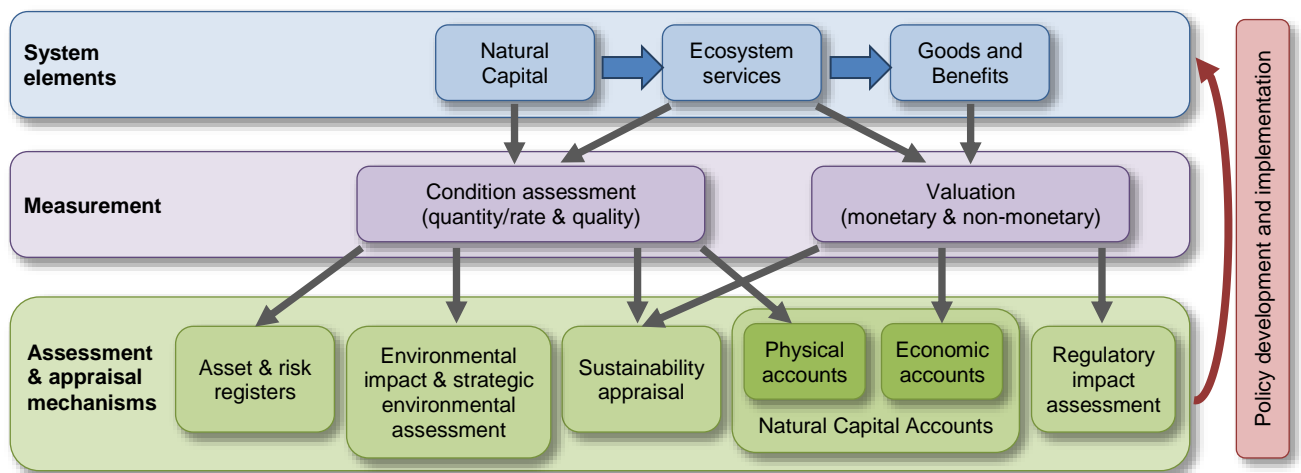 System
elements
Natural
Capital
Ecosystem
services
Goods and
Benefits
Measurement
Condition assessment
(quantity/rate & quality)
Valuation
(monetary & non-monetary)
Assessment
& appraisal
mechanisms
Asset & risk
registers
Environmental
impact & strategic
environmental
assessment
Sustainability
appraisal
Physical
accounts
Economic
accounts
Natural Capital Accounts
Regulatory
impact
assessment
Policy development and implementation